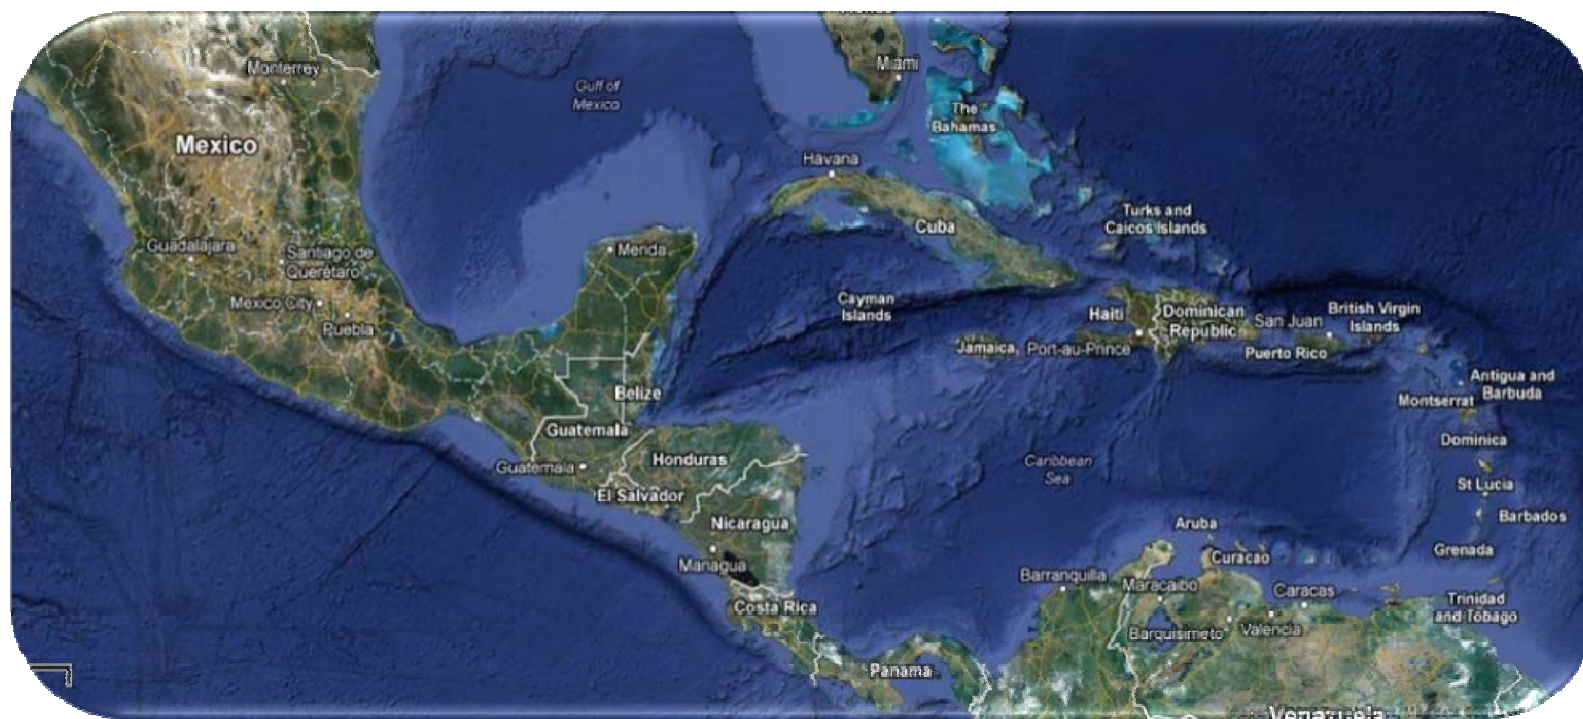 Monterrey
Gulf of
Mexico
Miami
The
Bahamas
Mexico
Havana
Cuba
Turks and
Caicos Islands
Guadalajara
Santiago de
Querétaro
Merida
Mexico City
Puebla
Cayman
Islands
Haiti
Dominican
Republic
San Juan
British Virgin
Islands
Jamaica
Port-au-Prince
Puerto Rico
Antigua and
Barbuda
Montserrat
Belize
Guatemala
Dominica
Guatemala
Honduras
Caribbean
Sea
El Salvador
St Lucia
Nicaragua
Aruba
Barbados
Managua
Curacao
Grenada
Barranquilla
Maracaibo
Caracas
Costa Rica
Trinidad
and Tobago
Barquisimeto
Valencia
Panama
Venezuela